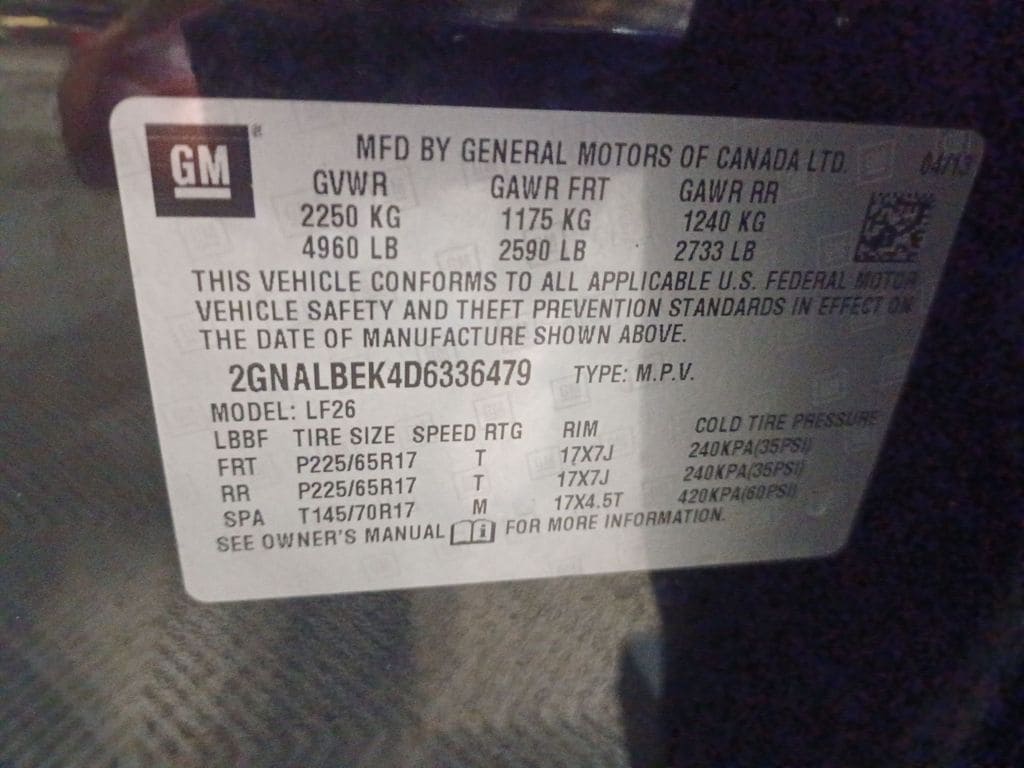 GM
MFD BY GENERAL MOTORS OF CANADA LTD. 04/13
GVWR GAWR FRT GAWR RR
2250 KG 1175 KG 1240 KG
4960 LB 2590 LB 2733 LB
THIS VEHICLE CONFORMS TO ALL APPLICABLE U.S. FEDERAL MOTOR
VEHICLE SAFETY AND THEFT PREVENTION STANDARDS IN EFFECT ON
THE DATE OF MANUFACTURE SHOWN ABOVE.
2GNALBEK4D6336479 TYPE: M.P.V.
MODEL: LF26
LBBF TIRE SIZE SPEED RTG RIM COLD TIRE PRESSURE
FRT P225/65R17 T 17X7J 240KPA(35PSI)
RR P225/65R17 T 17X7J 240KPA(35PSI)
SPA T145/70R17 M 17X4.5T 420KPA(60PSI)
SEE OWNER'S MANUAL FOR MORE INFORMATION.